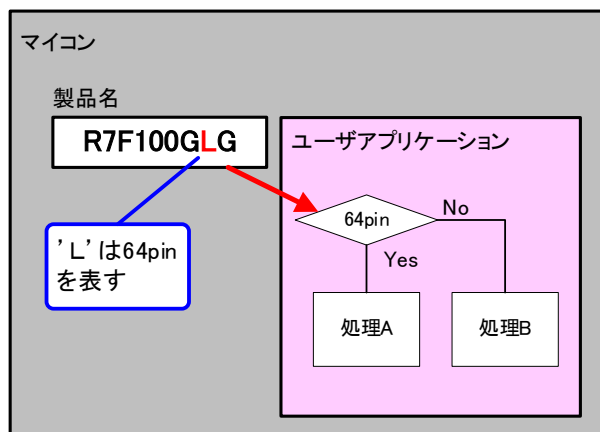 マイコン
製品名
R7F100GLG
ユーザアプリケーション
64pin
No
Yes
'L'は64pin
を表す
処理A
処理B